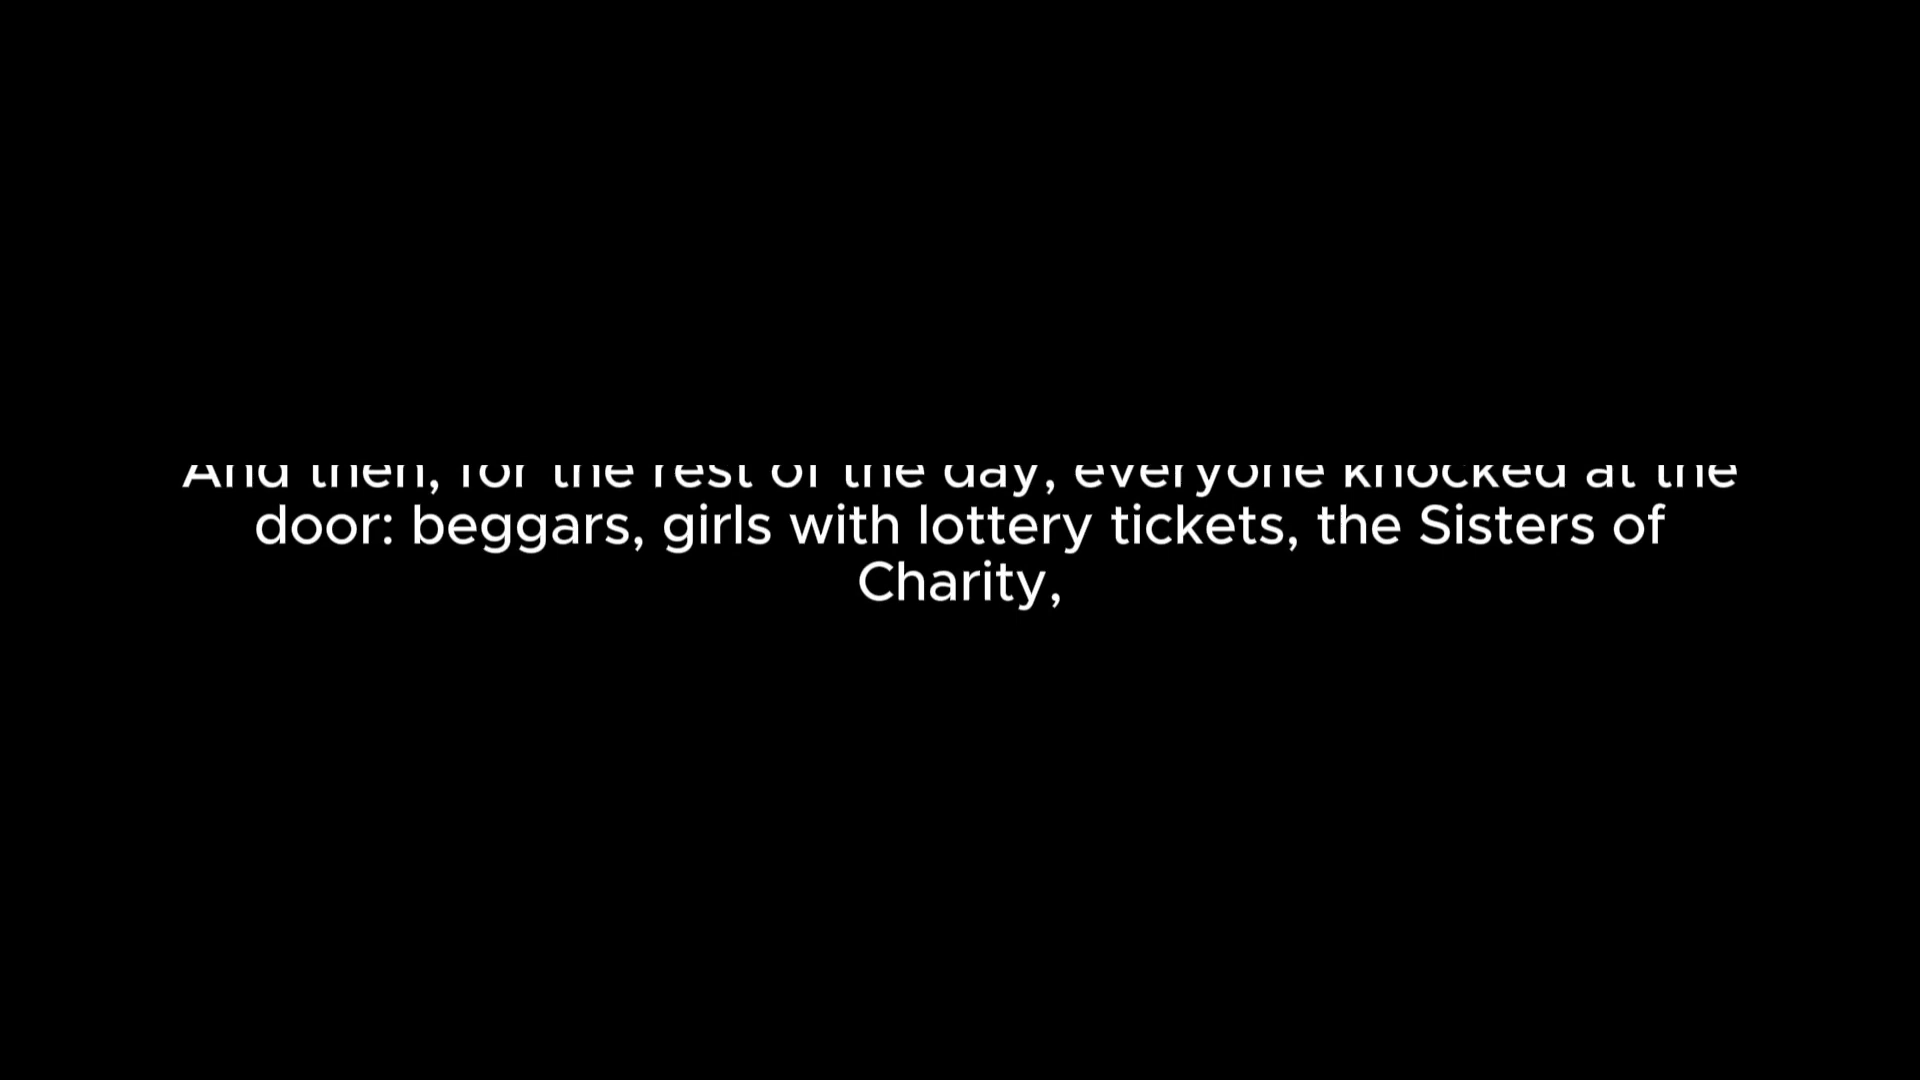 And then, for the rest of the day, everyone knocked at the
door: beggars, girls with lottery tickets, the Sisters of
Charity,